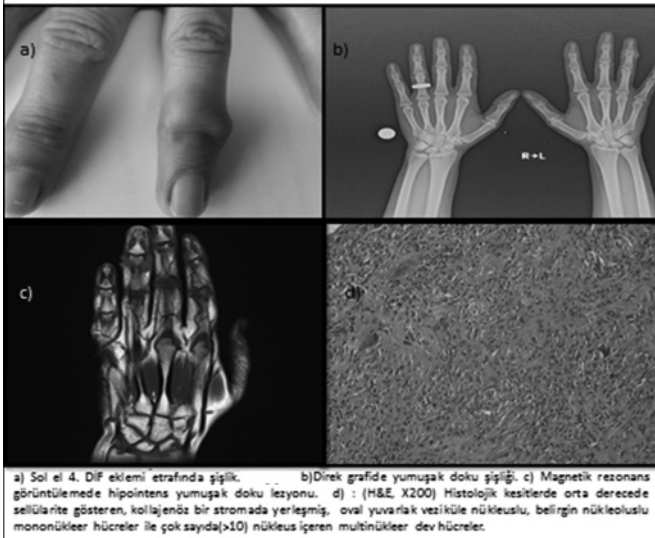 a)
b)
R→L
c)
d)
a) Sol el 4. DİF eklemi etrafında şişlik. b)Direk grafide yumuşak doku şişliği. c) Magnetik rezonans
görüntülemede hipointens yumuşak doku lezyonu. d) : (H&E, X200) Histolojik kesitlerde orta derecede
sellülarite gösteren, kollajenöz bir stromada yerleşmiş, oval yuvarlak veziküle nükleuslu, belirgin nükleoluslu
mononükleer hücreler ile çok sayıda(>10) nükleus içeren multinükleer dev hücreler.